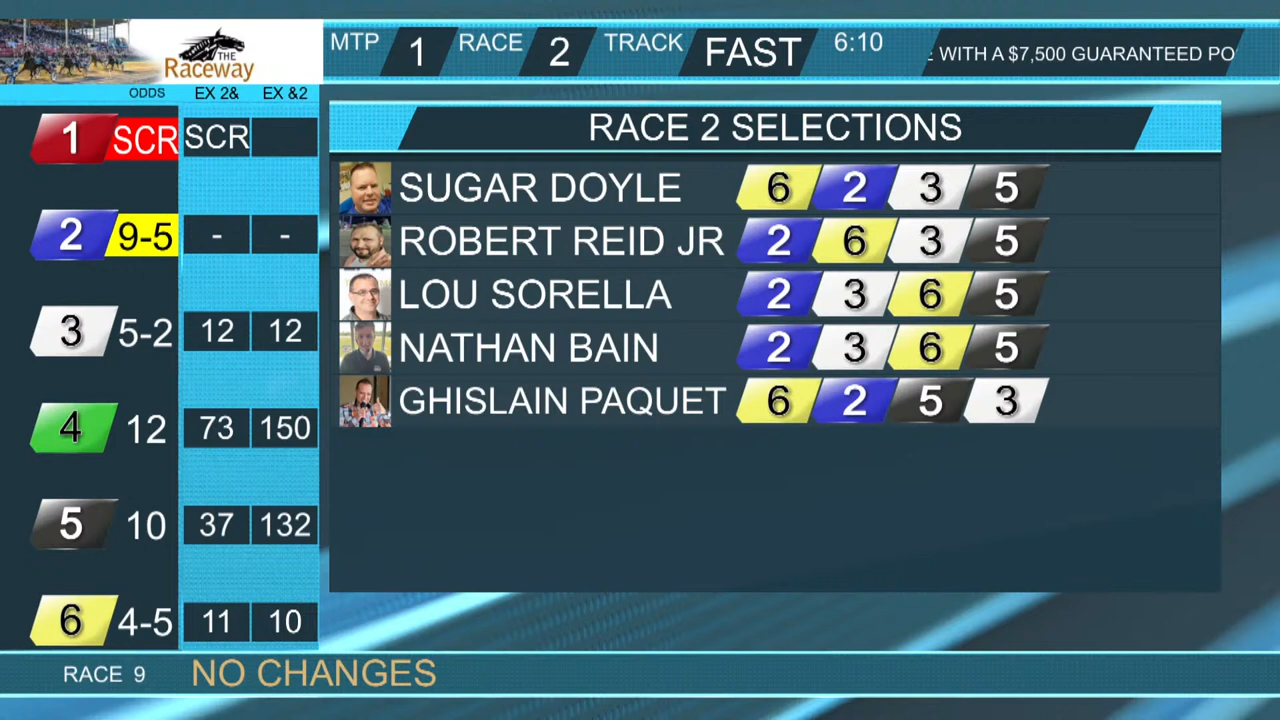 THE
Raceway
MTP 1 RACE 2 TRACK FAST 6:10 WITH A $7,500 GUARANTEED PO
ODDS EX 2& EX &2
1 SCR SCR
2 9-5 - -
3 5-2 12 12
4 12 73 150
5 10 37 132
6 4-5 11 10
RACE 2 SELECTIONS
SUGAR DOYLE 6 2 3 5
ROBERT REID JR 2 6 3 5
LOU SORELLA 2 3 6 5
NATHAN BAIN 2 3 6 5
GHISLAIN PAQUET 6 2 5 3
RACE 9 NO CHANGES